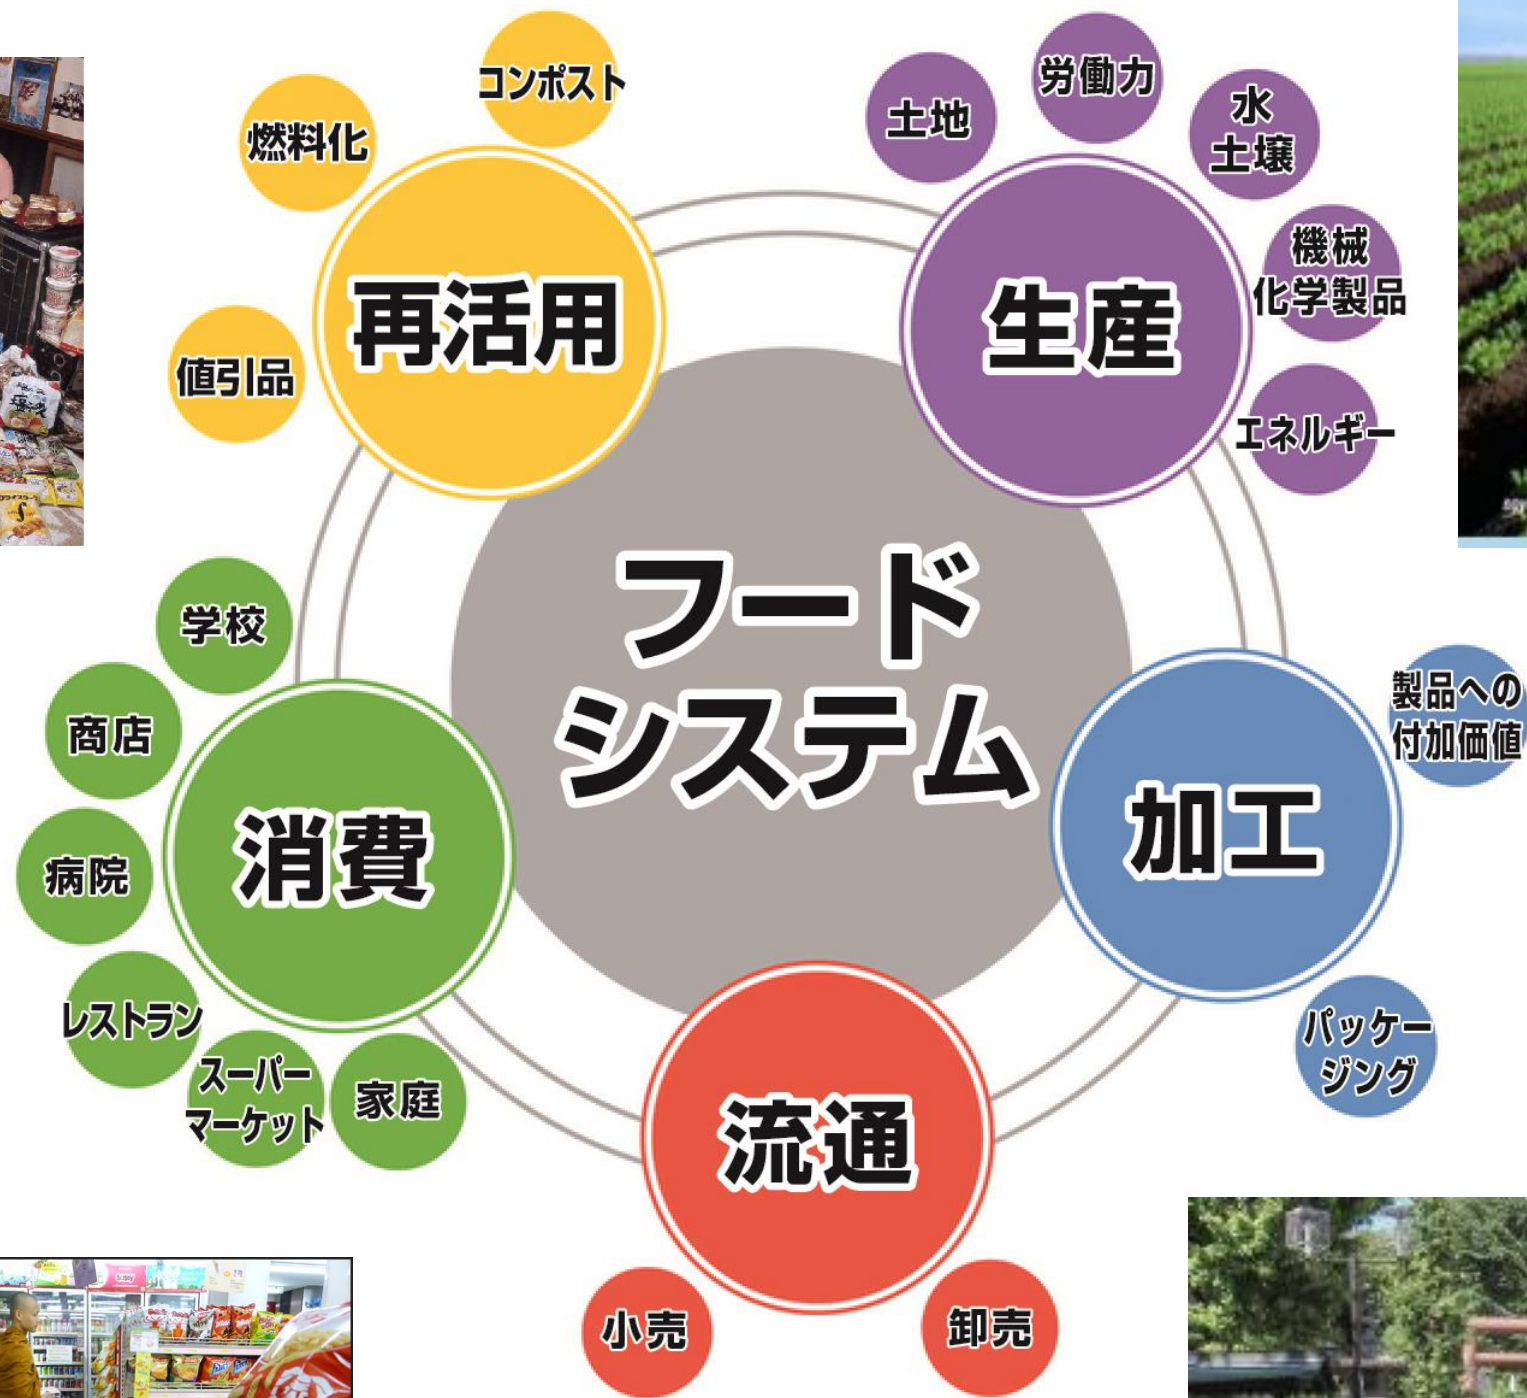 コンポスト
燃料化
再活用
値引品
土地
労働力
水
土壌
機械
化学製品
エネルギー
生産
フード
システム
製品への
付加価値
加工
パッケー
ジング
流通
小売
卸売
学校
商店
病院
レストラン
スーパー
マーケット
家庭
消費